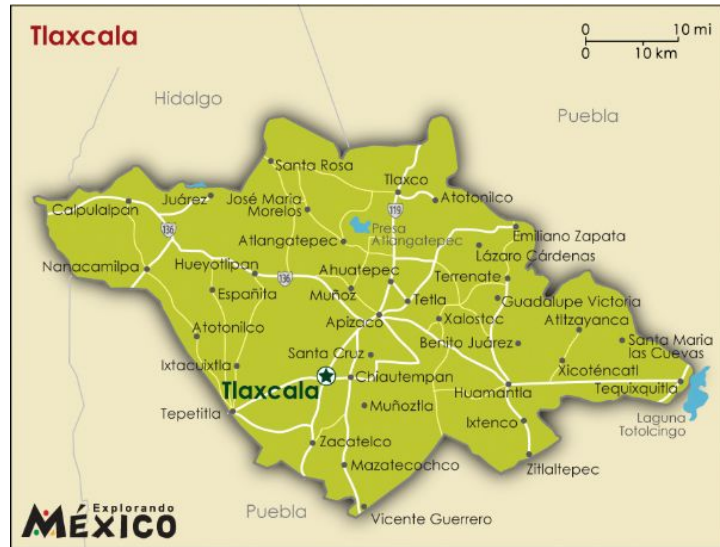 Tlaxcala
0 10 mi
0 10 km
Hidalgo
Puebla
Santa Rosa
Tlaxco
Calpulalpan
Juárez
José Maria
Morelos
Atotonilco
119
136
Presa
Atlangatepec
Emiliano Zapata
Atlangatepec
Lázaro Cárdenas
Nanacamilpa
Hueyotlipan
136
Ahuatepec
Terrenate
Españita
Muñoz
Tetla
Guadalupe Victoria
Apizaco
Xalostoc
Atltzayanca
Atotonilco
Santa Cruz
Benito Juárez
Santa Maria
las Cuevas
Ixtacuixtla
Xicoténcatl
Tlaxcala
Chiautempan
Huamantla
Tequixquitla
Tepetitla
Muñoztla
Ixtenco
Laguna
Totolcingo
Zacatelco
Mazatecochco
Zitlaltepec
Explorando
MÉXICO
Puebla
Vicente Guerrero